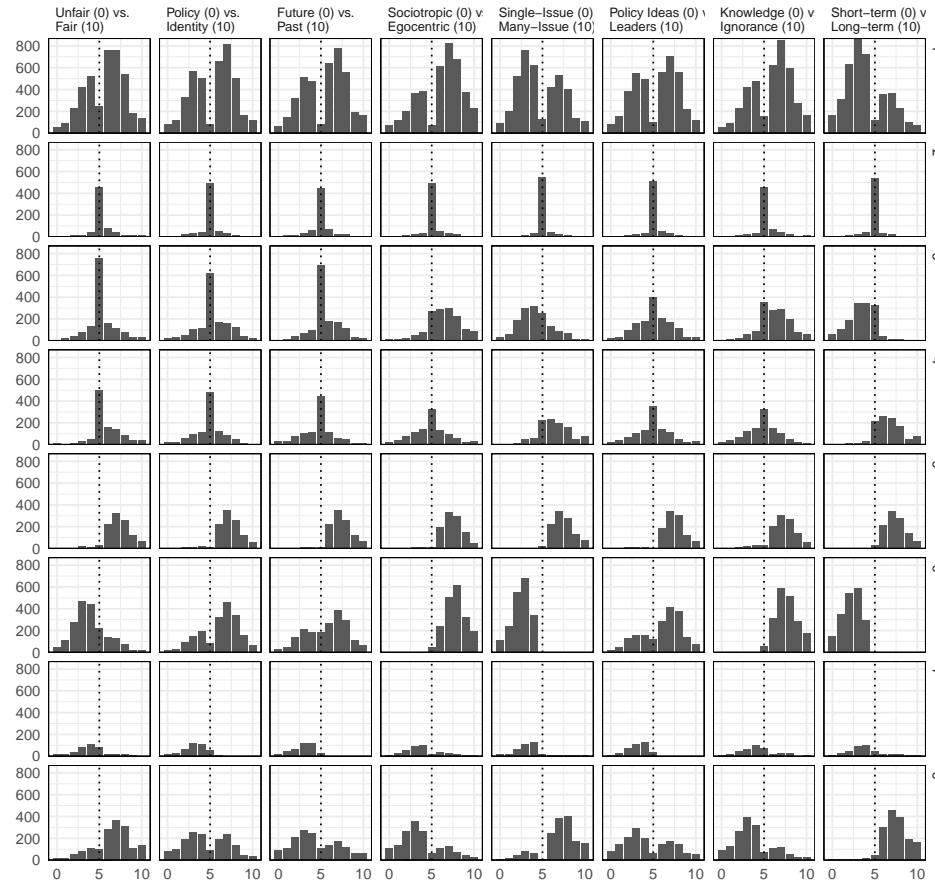 Unfair (0) vs.
Fair (10)
Policy (0) vs.
Identity (10)
Future (0) vs.
Past (10)
Sociotropic (0) vs
Egocentric (10)
Single−Issue (0)
Many−Issue (10)
Policy Ideas (0) v
Leaders (10)
Knowledge (0) vs
Ignorance (10)
Short−term (0) v
Long−term (10)
800
600
400
200
0
800
600
400
200
0
800
600
400
200
0
800
600
400
200
0
800
600
400
200
0
800
600
400
200
0
800
600
400
200
0
800
600
400
200
0
0 5 10 0 5 10 0 5 10 0 5 10 0 5 10 0 5 10 0 5 10 0 5 10